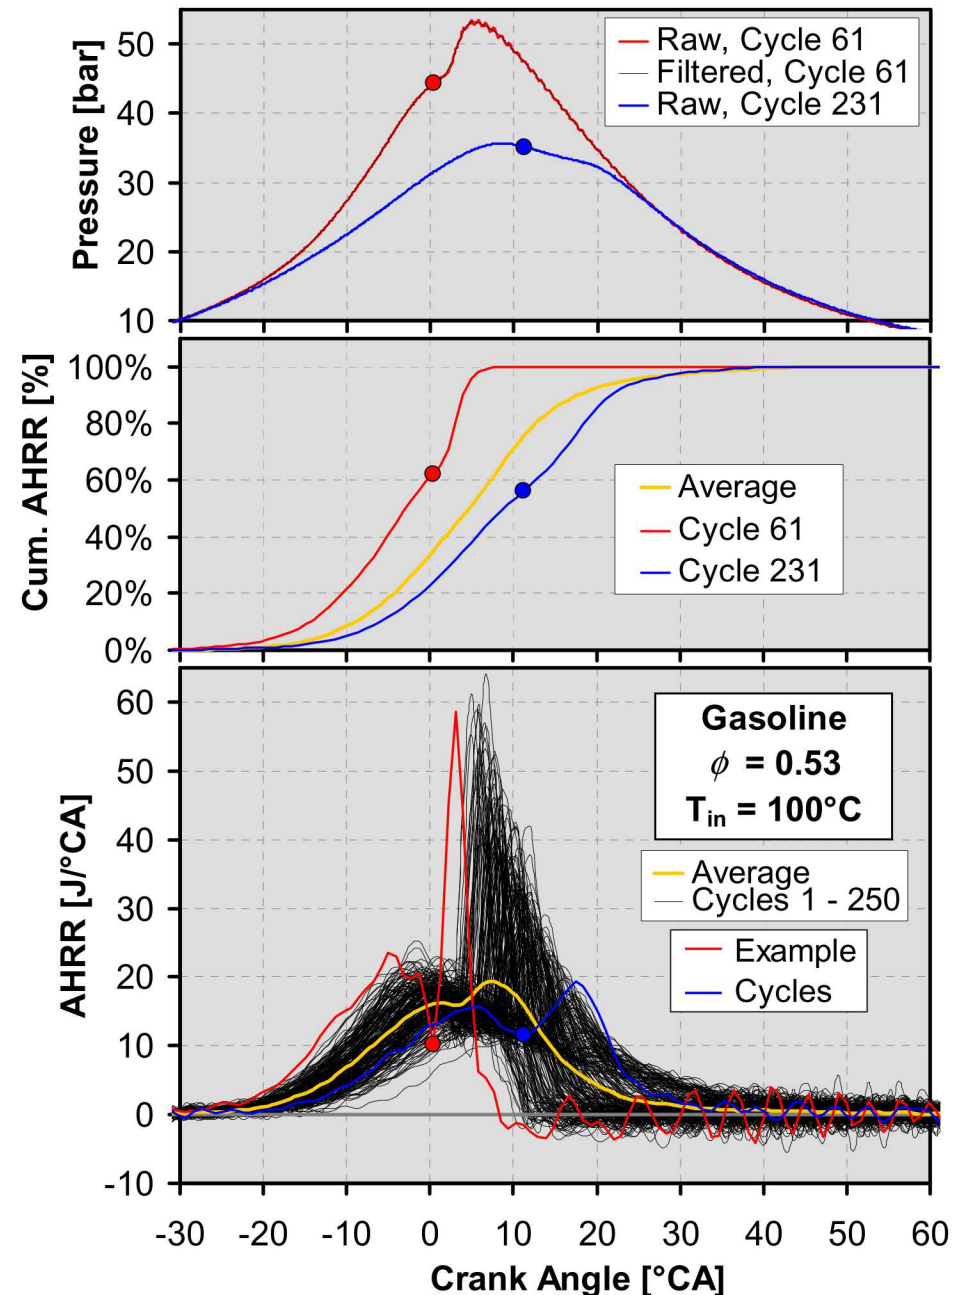 Pressure [bar]
50
40
30
20
10
Raw, Cycle 61
Filtered, Cycle 61
Raw, Cycle 231
Cum. AHRR [%]
100%
80%
60%
40%
20%
0%
Average
Cycle 61
Cycle 231
AHRR [J/°CA]
60
50
40
30
20
10
0
-10
Gasoline
ϕ = 0.53
Tin = 100°C
Average
Cycles 1 - 250
Example
Cycles
-30 -20 -10 0 10 20 30 40 50 60
Crank Angle [°CA]